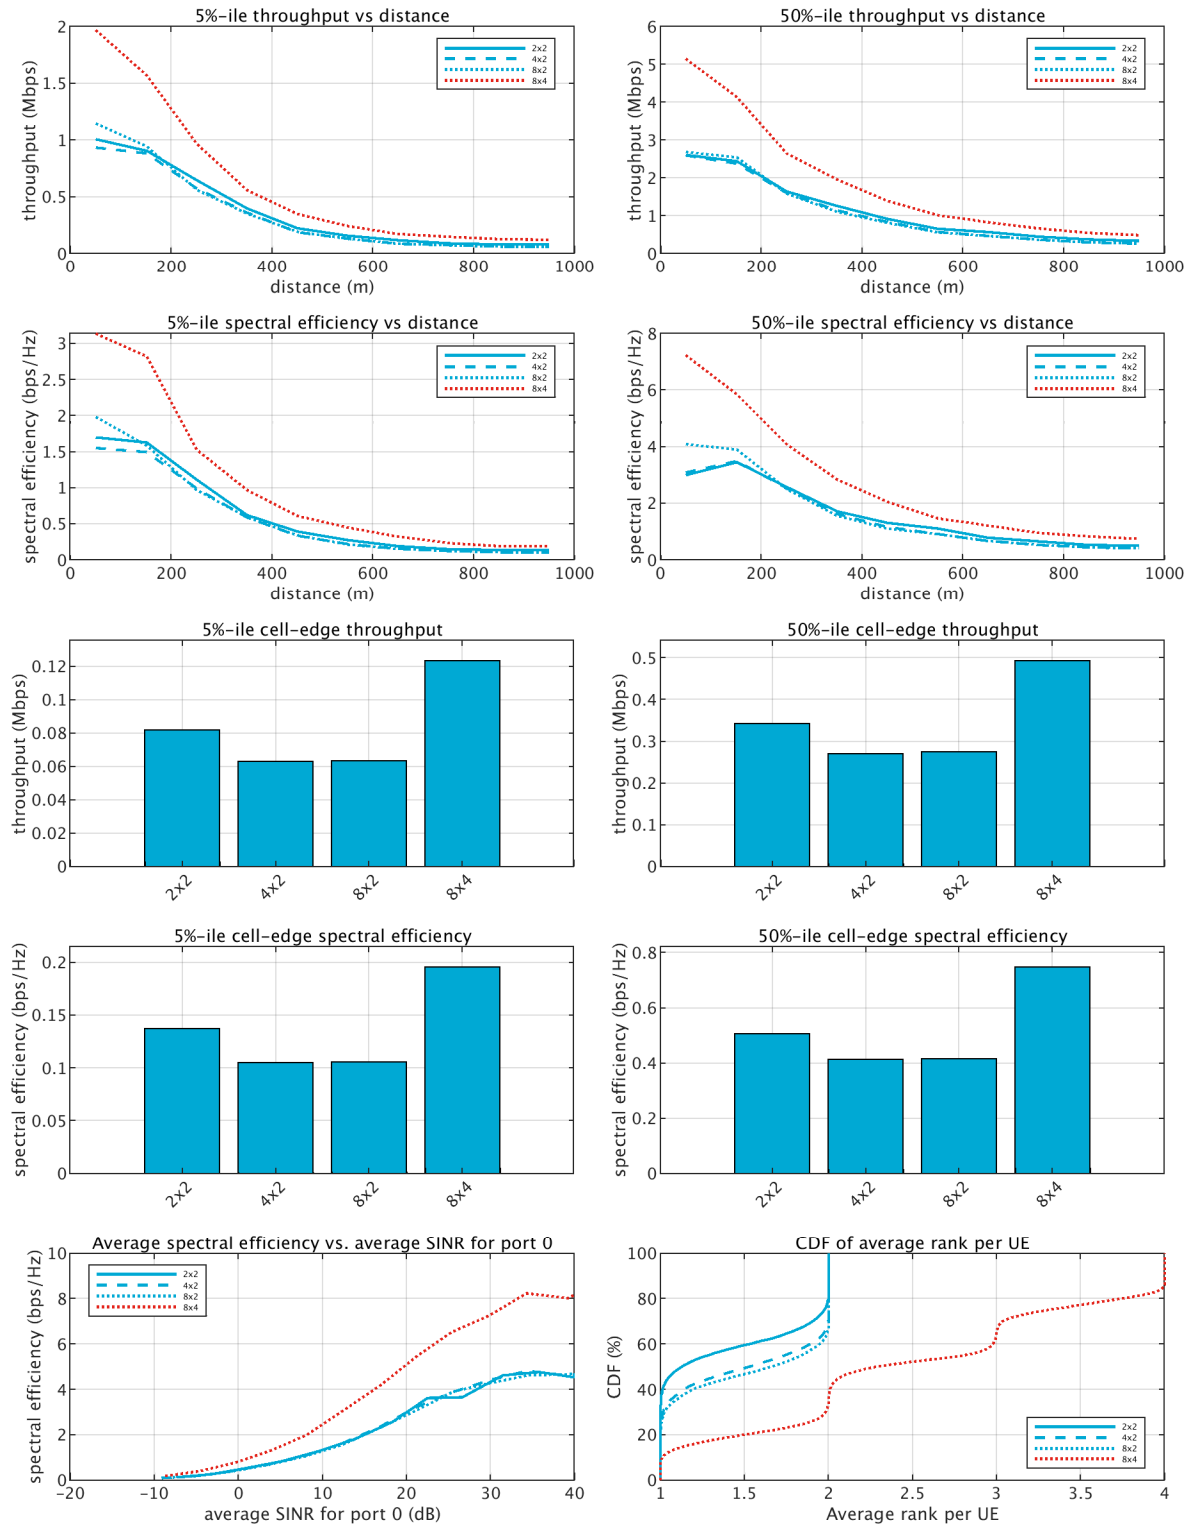 5%-ile throughput vs distance
throughput (Mbps)
2
1.5
1
0.5
0
0 200 400 600 800 1000
distance (m)
2x2
4x2
8x2
8x4
50%-ile throughput vs distance
throughput (Mbps)
6
5
4
3
2
1
0
0 200 400 600 800 1000
distance (m)
2x2
4x2
8x2
8x4
5%-ile spectral efficiency vs distance
spectral efficiency (bps/Hz)
3
2.5
2
1.5
1
0.5
0
0 200 400 600 800 1000
distance (m)
2x2
4x2
8x2
8x4
50%-ile spectral efficiency vs distance
spectral efficiency (bps/Hz)
8
6
4
2
0
0 200 400 600 800 1000
distance (m)
2x2
4x2
8x2
8x4
5%-ile cell-edge throughput
throughput (Mbps)
0.12
0.1
0.08
0.06
0.04
0.02
0
2x2 4x2 8x2 8x4
50%-ile cell-edge throughput
throughput (Mbps)
0.5
0.4
0.3
0.2
0.1
0
2x2 4x2 8x2 8x4
5%-ile cell-edge spectral efficiency
spectral efficiency (bps/Hz)
0.2
0.15
0.1
0.05
0
2x2 4x2 8x2 8x4
50%-ile cell-edge spectral efficiency
spectral efficiency (bps/Hz)
0.8
0.6
0.4
0.2
0
2x2 4x2 8x2 8x4
Average spectral efficiency vs. average SINR for port 0
spectral efficiency (bps/Hz)
10
8
6
4
2
0
-20 -10 0 10 20 30 40
average SINR for port 0 (dB)
2x2
4x2
8x2
8x4
CDF of average rank per UE
CDF (%)
100
80
60
40
20
0
1 1.5 2 2.5 3 3.5 4
Average rank per UE
2x2
4x2
8x2
8x4